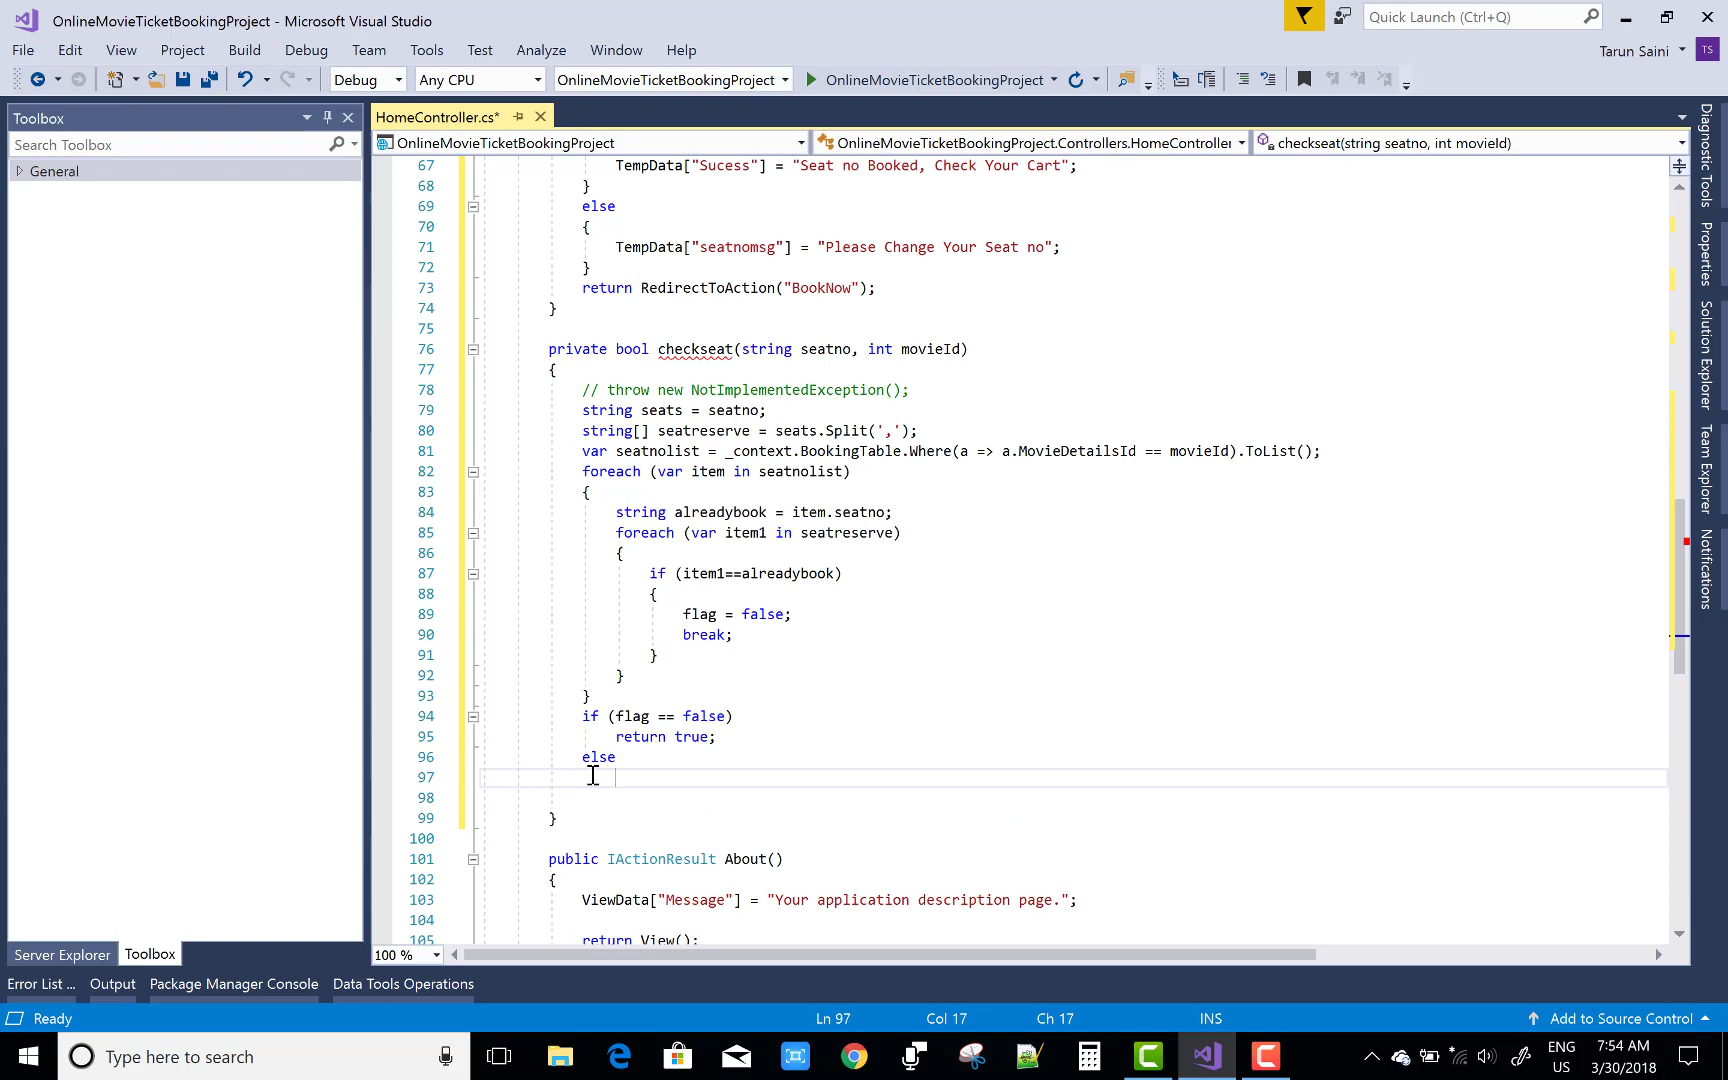 OnlineMovieTicketBookingProject - Microsoft Visual Studio
Quick Launch (Ctrl+Q)
File Edit View Project Build Debug Team Tools Test Analyze Window Help
Tarun Saini TS
Debug Any CPU OnlineMovieTicketBookingProject OnlineMovieTicketBookingProject
Toolbox
HomeController.cs*
Search Toolbox
OnlineMovieTicketBookingProject
OnlineMovieTicketBookingProject.Controllers.HomeController
checkseat(string seatno, int movieId)
General
67 TempData["Sucess"] = "Seat no Booked, Check Your Cart";
68 }
69 else
70 {
71 TempData["seatnomsg"] = "Please Change Your Seat no";
72 }
73 return RedirectToAction("BookNow");
74 }
75
76 private bool checkseat(string seatno, int movieId)
77 {
78 // throw new NotImplementedException();
79 string seats = seatno;
80 string[] seatreserve = seats.Split(',');
81 var seatnolist = _context.BookingTable.Where(a => a.MovieDetailsId == movieId).ToList();
82 foreach (var item in seatnolist)
83 {
84 string alreadybook = item.seatno;
85 foreach (var item1 in seatreserve)
86 {
87 if (item1==alreadybook)
88 {
89 flag = false;
90 break;
91 }
92 }
93 }
94 if (flag == false)
95 return true;
96 else
97
98
99 }
100
101 public IActionResult About()
102 {
103 ViewData["Message"] = "Your application description page.";
104
105 return View();
100 %
Diagnostic Tools
Properties
Solution Explorer
Team Explorer
Notifications
Server Explorer Toolbox
Error List ... Output Package Manager Console Data Tools Operations
Ready
Ln 97 Col 17 Ch 17 INS
Add to Source Control
Type here to search
ENG
US
7:54 AM
3/30/2018